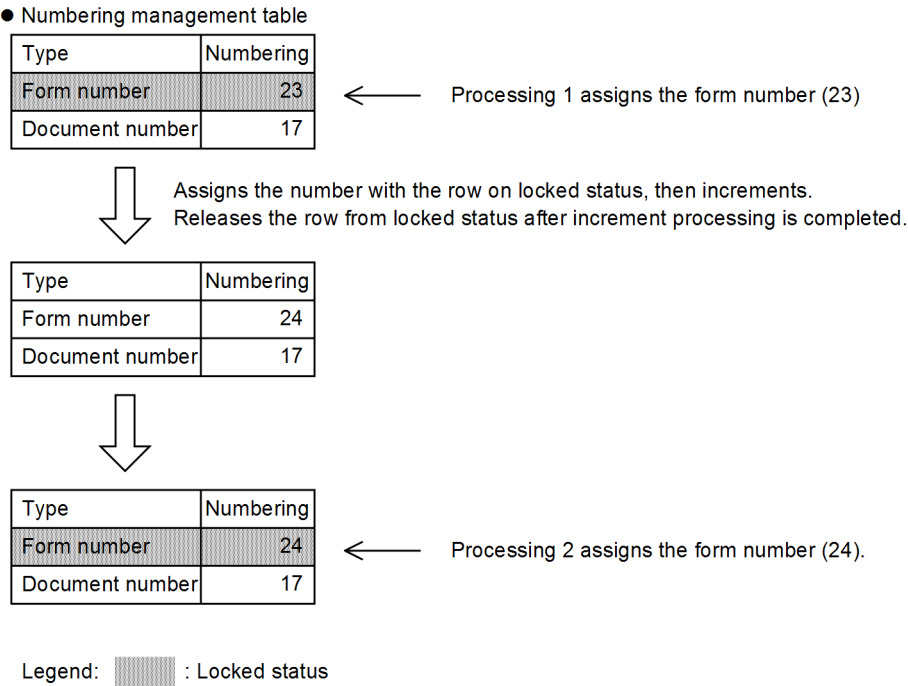 ● Numbering management table
Type Numbering
Form number 23
Processing 1 assigns the form number (23)
Document number 17
Assigns the number with the row on locked status, then increments.
Releases the row from locked status after increment processing is completed.
Type Numbering
Form number 24
Document number 17
Type Numbering
Form number 24
Processing 2 assigns the form number (24).
Document number 17
Legend: : Locked status